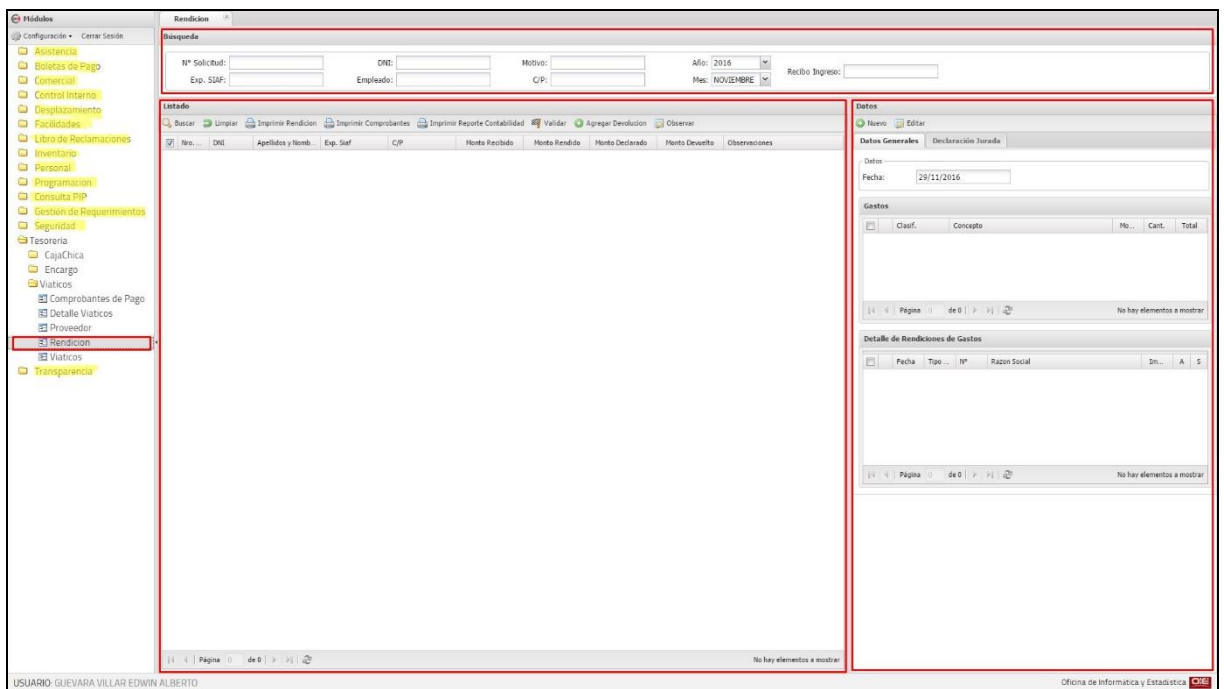 Módulos
Configuración Cerrar Sesión
Asistencia
Boletas de Pago
Comercial
Control Interno
Desplazamiento
Facilidades
Libro de Reclamaciones
Inventario
Personal
Programacion
Consulta PIP
Gestión de Requerimientos
Seguridad
Tesoreria
CajaChica
Encargo
Viaticos
Comprobantes de Pago
Detalle Viaticos
Proveedor
Rendicion
Viaticos
Transparencia
Rendicion
Búsqueda
N° Solicitud: DNI: Motivo: Año: 2016 Recibo Ingreso:
Exp. SIAF: Empleado: C/P: Mes: NOVIEMBRE
Listado
Buscar Limpiar Imprimir Rendicion Imprimir Comprobantes Imprimir Reporte Contabilidad Validar Agregar Devolucion Observar
Nro. ... DNI Apellidos y Nomb... Exp. Siaf C/P Monto Recibido Monto Rendido Monto Declarado Monto Devuelto Observaciones
Página 0 de 0 No hay elementos a mostrar
Datos
Nuevo Editar
Datos Generales Declaración Jurada
Datos
Fecha: 29/11/2016
Gastos
Clasif. Concepto Mo... Cant. Total
Página 0 de 0 No hay elementos a mostrar
Detalle de Rendiciones de Gastos
Fecha Tipo ... N° Razon Social Im... A S
Página 0 de 0 No hay elementos a mostrar
USUARIO: GUEVARA VILLAR EDWIN ALBERTO
Oficina de Informática y Estadística OIE